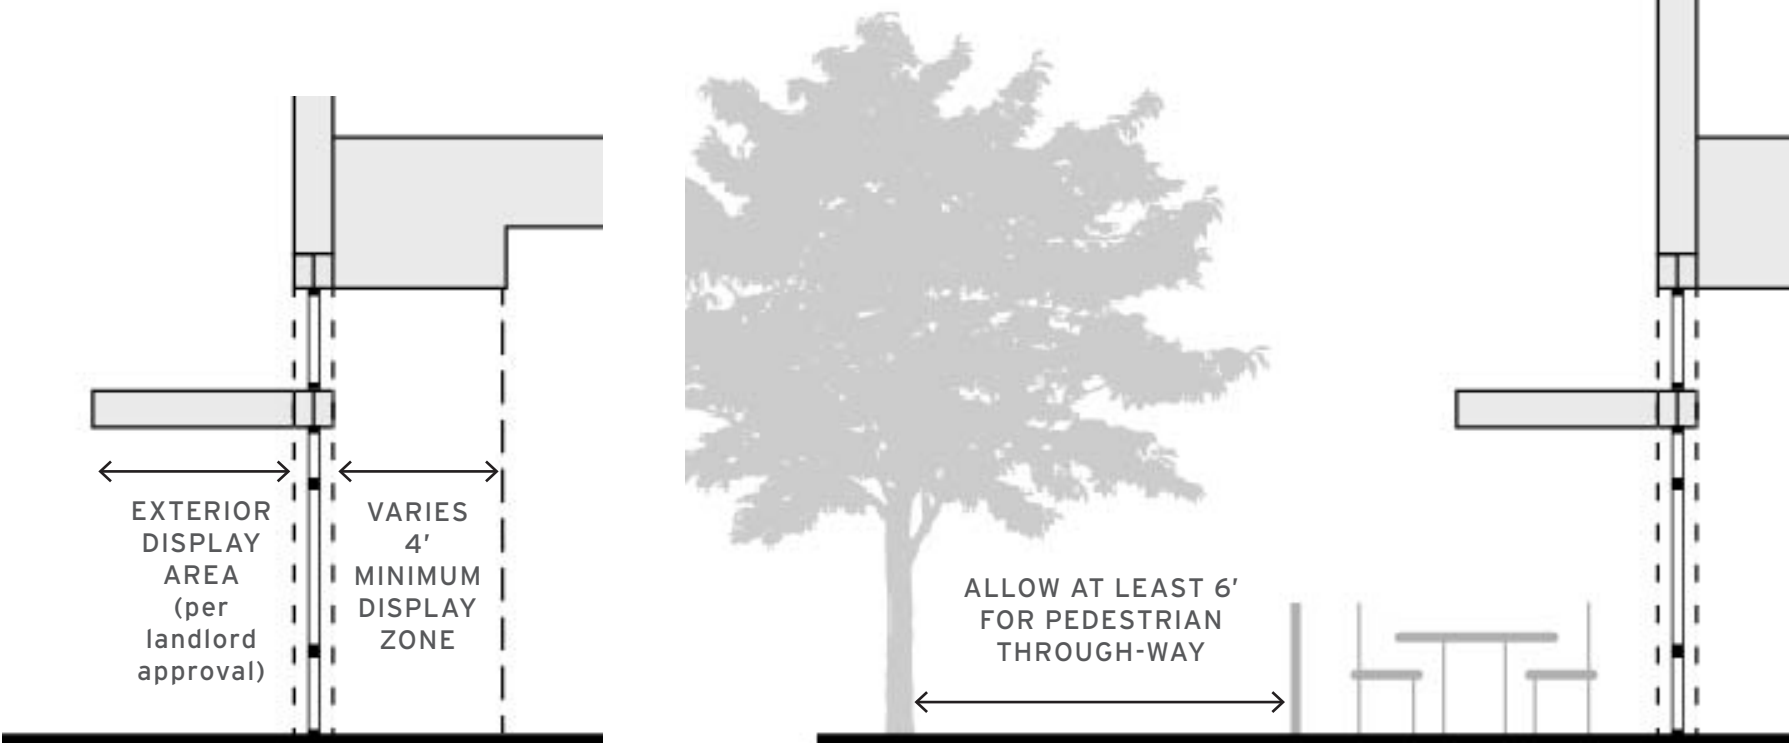 EXTERIOR
DISPLAY
AREA
(per
landlord
approval)
VARIES
4′
MINIMUM
DISPLAY
ZONE
ALLOW AT LEAST 6′
FOR PEDESTRIAN
THROUGH-WAY